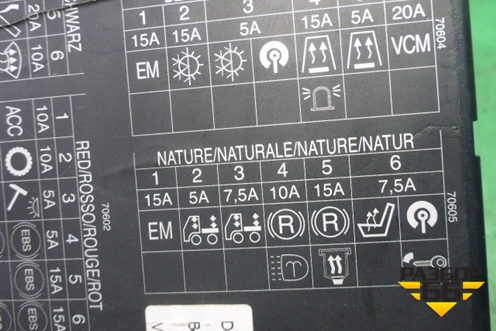 1 2 3 4 5 6
15A 15A 5A 15A 5A 20A
EM VCM
70604
NATURE/NATURALE/NATURE/NATUR
1 2 3 4 5 6
15A 5A 7,5A 10A 15A 7,5A
EM R R
70605
5 6
20A 10A
RED/ROSSO/ROUGE/ROT
70602
1 2 3 4 5 6
10A 10A 5A 5A 15A 15A
ACC EBS EBS EBS